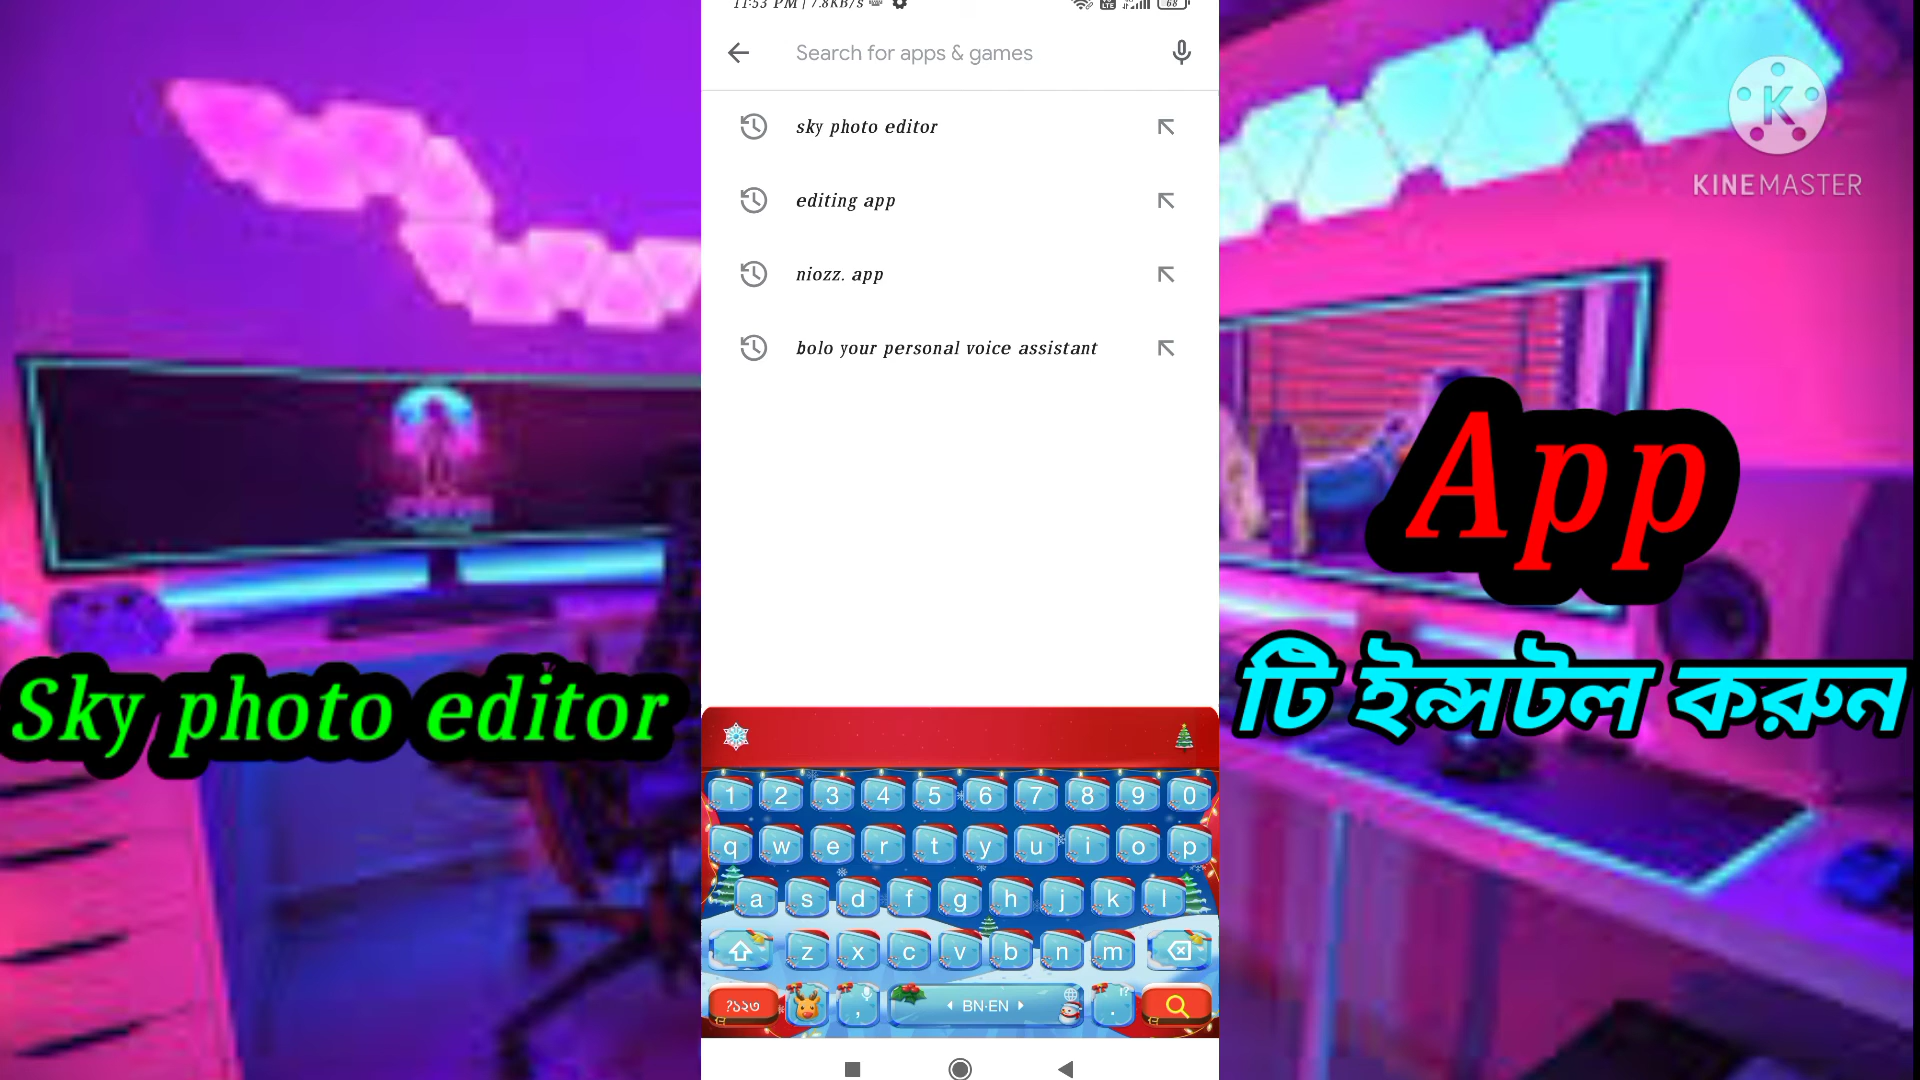 11:53 PM | 7.8KB/s
68
Search for apps & games
sky photo editor
editing app
niozz. app
bolo your personal voice assistant
KINEMASTER
App
Sky photo editor
টি ইন্সটল করুন
1 2 3 4 5 6 7 8 9 0
q w e r t y u i o p
a s d f g h j k l
z x c v b n m
?১২৩ , BN·EN . !?